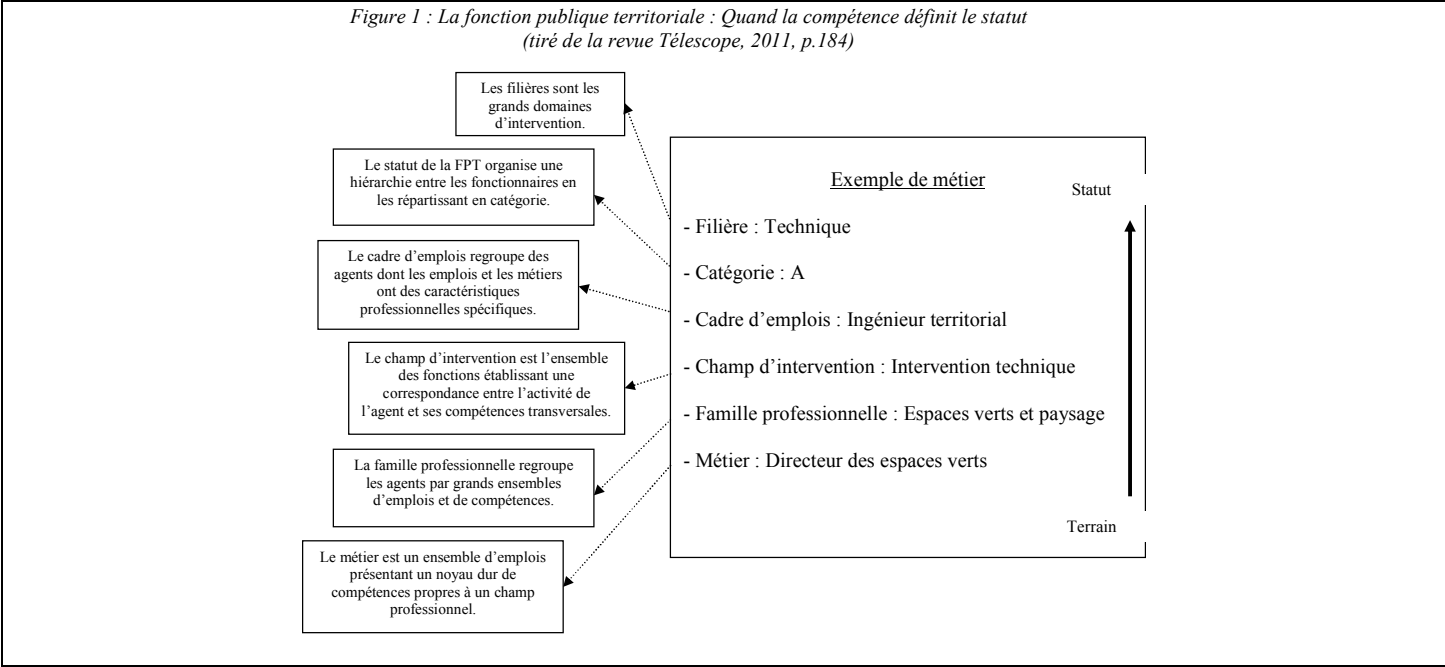 Figure 1 : La fonction publique territoriale : Quand la compétence définit le statut
(tiré de la revue Télescope, 2011, p.184)
Les filières sont les
grands domaines
d’intervention.
Le statut de la FPT organise une
hiérarchie entre les fonctionnaires en
les répartissant en catégorie.
Le cadre d’emplois regroupe des
agents dont les emplois et les métiers
ont des caractéristiques
professionnelles spécifiques.
Le champ d’intervention est l’ensemble
des fonctions établissant une
correspondance entre l’activité de
l’agent et ses compétences transversales.
La famille professionnelle regroupe
les agents par grands ensembles
d’emplois et de compétences.
Le métier est un ensemble d’emplois
présentant un noyau dur de
compétences propres à un champ
professionnel.
Exemple de métier
Statut
- Filière : Technique
- Catégorie : A
- Cadre d’emplois : Ingénieur territorial
- Champ d’intervention : Intervention technique
- Famille professionnelle : Espaces verts et paysage
- Métier : Directeur des espaces verts
Terrain